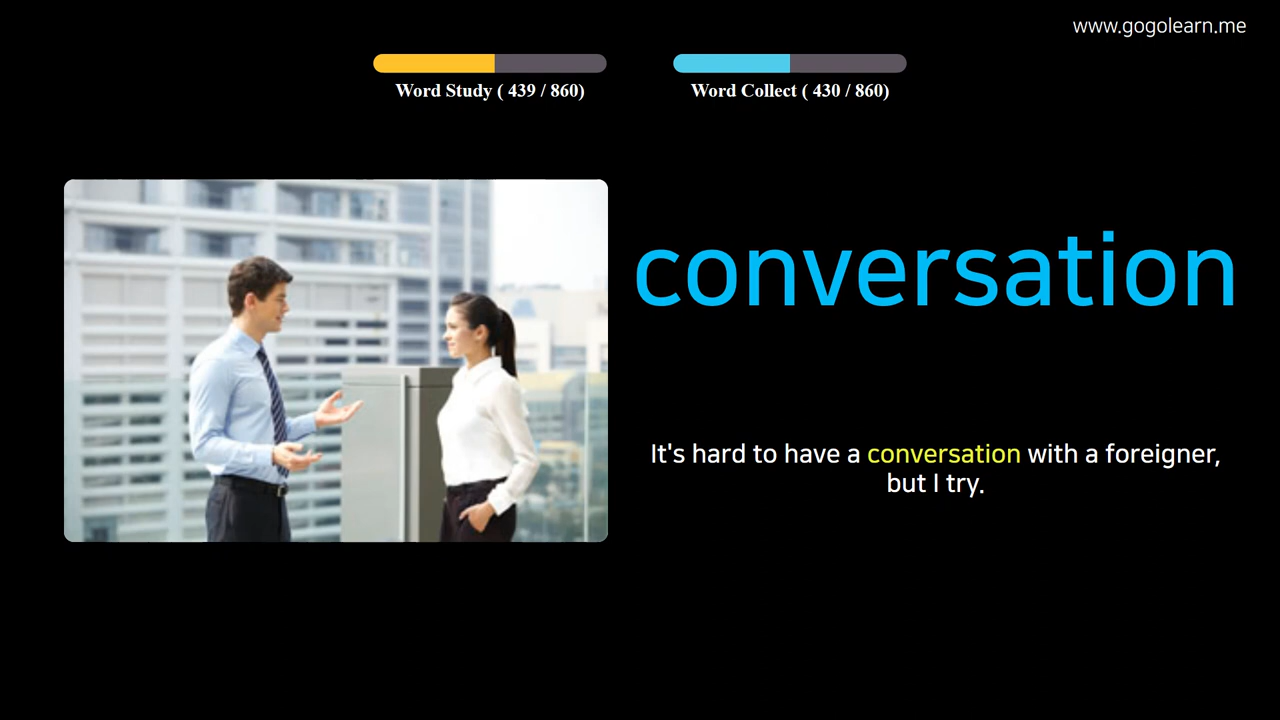 www.gogolearn.me
Word Study ( 439 / 860)
Word Collect ( 430 / 860)
conversation
It's hard to have a conversation with a foreigner,
but I try.